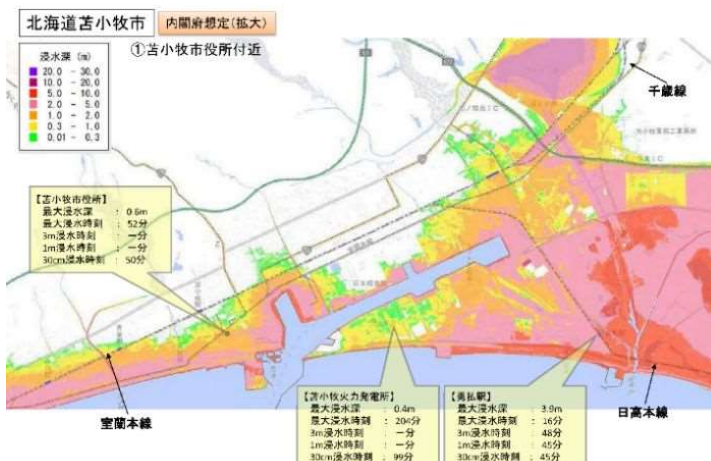 北海道苫小牧市
内閣府想定(拡大)
①苫小牧市役所付近
浸水深 (m)
20.0 - 30.0
10.0 - 20.0
5.0 - 10.0
2.0 - 5.0
1.0 - 2.0
0.3 - 1.0
0.01 - 0.3
千歳線
【苫小牧市役所】
最大浸水深 : 0.6m
最大浸水時刻 : 52分
3m浸水時刻 : ー分
1m浸水時刻 : ー分
30cm浸水時刻 : 50分
【苫小牧火力発電所】
最大浸水深 : 0.4m
最大浸水時刻 : 204分
3m浸水時刻 : ー分
1m浸水時刻 : ー分
30cm浸水時刻 : 99分
【勇払駅】
最大浸水深 : 3.9m
最大浸水時刻 : 16分
3m浸水時刻 : 48分
1m浸水時刻 : 45分
30cm浸水時刻 : 45分
室蘭本線
日高本線